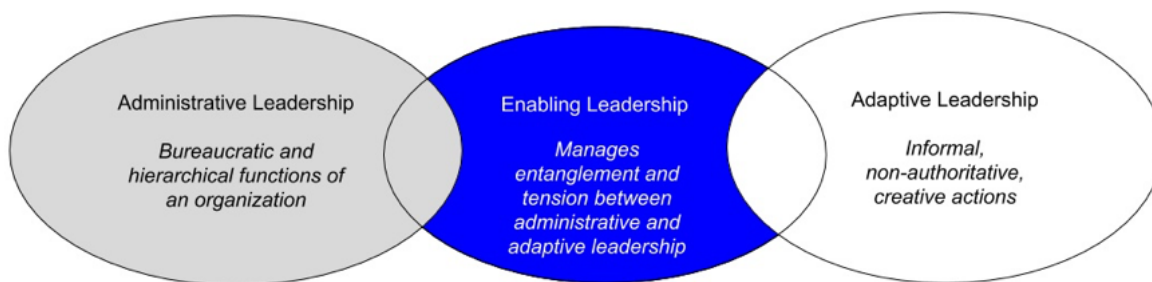 Administrative Leadership
Bureaucratic and
hierarchical functions of
an organization
Enabling Leadership
Manages
entanglement and
tension between
administrative and
adaptive leadership
Adaptive Leadership
Informal,
non-authoritative,
creative actions